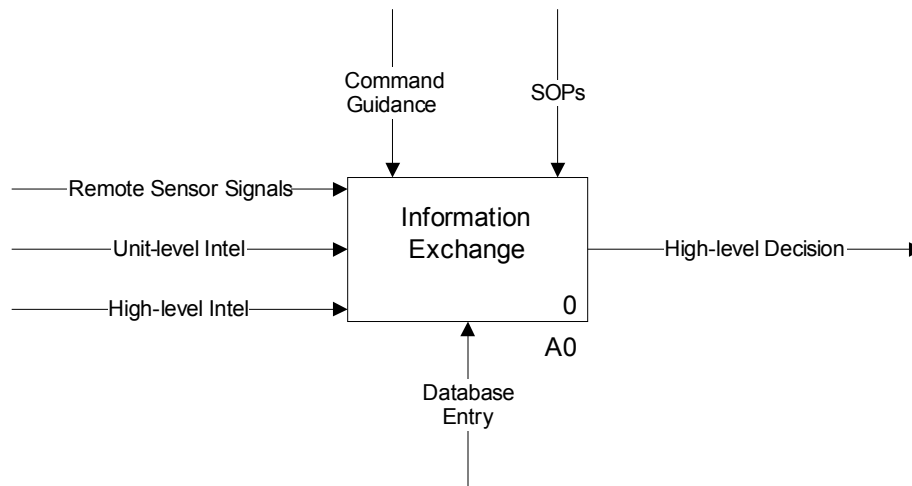 Command
Guidance
SOPs
Remote Sensor Signals
Unit-level Intel
High-level Intel
Information
Exchange
0
A0
High-level Decision
Database
Entry